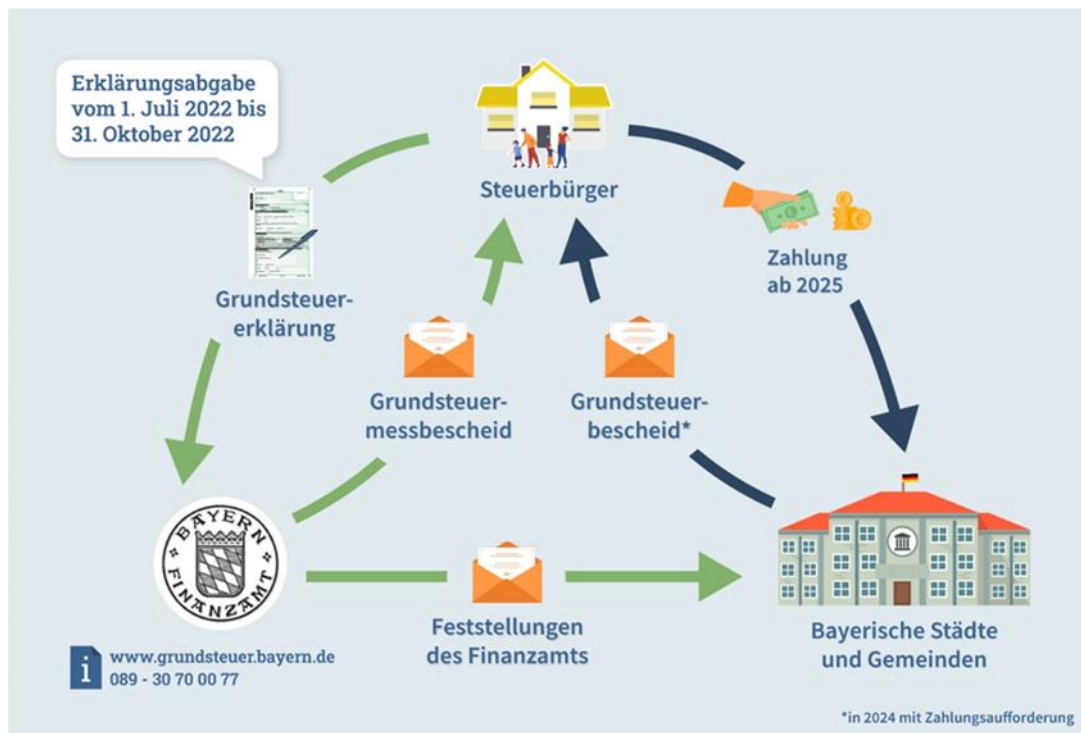 Erklärungsabgabe
vom 1. Juli 2022 bis
31. Oktober 2022
Steuerbürger
Grundsteuer-
erklärung
Zahlung
ab 2025
Grundsteuer-
messbescheid
Grundsteuer-
bescheid*
BAYERN
FINANZAMT
Feststellungen
des Finanzamts
Bayerische Städte
und Gemeinden
i
www.grundsteuer.bayern.de
089 - 30 70 00 77
*in 2024 mit Zahlungsaufforderung